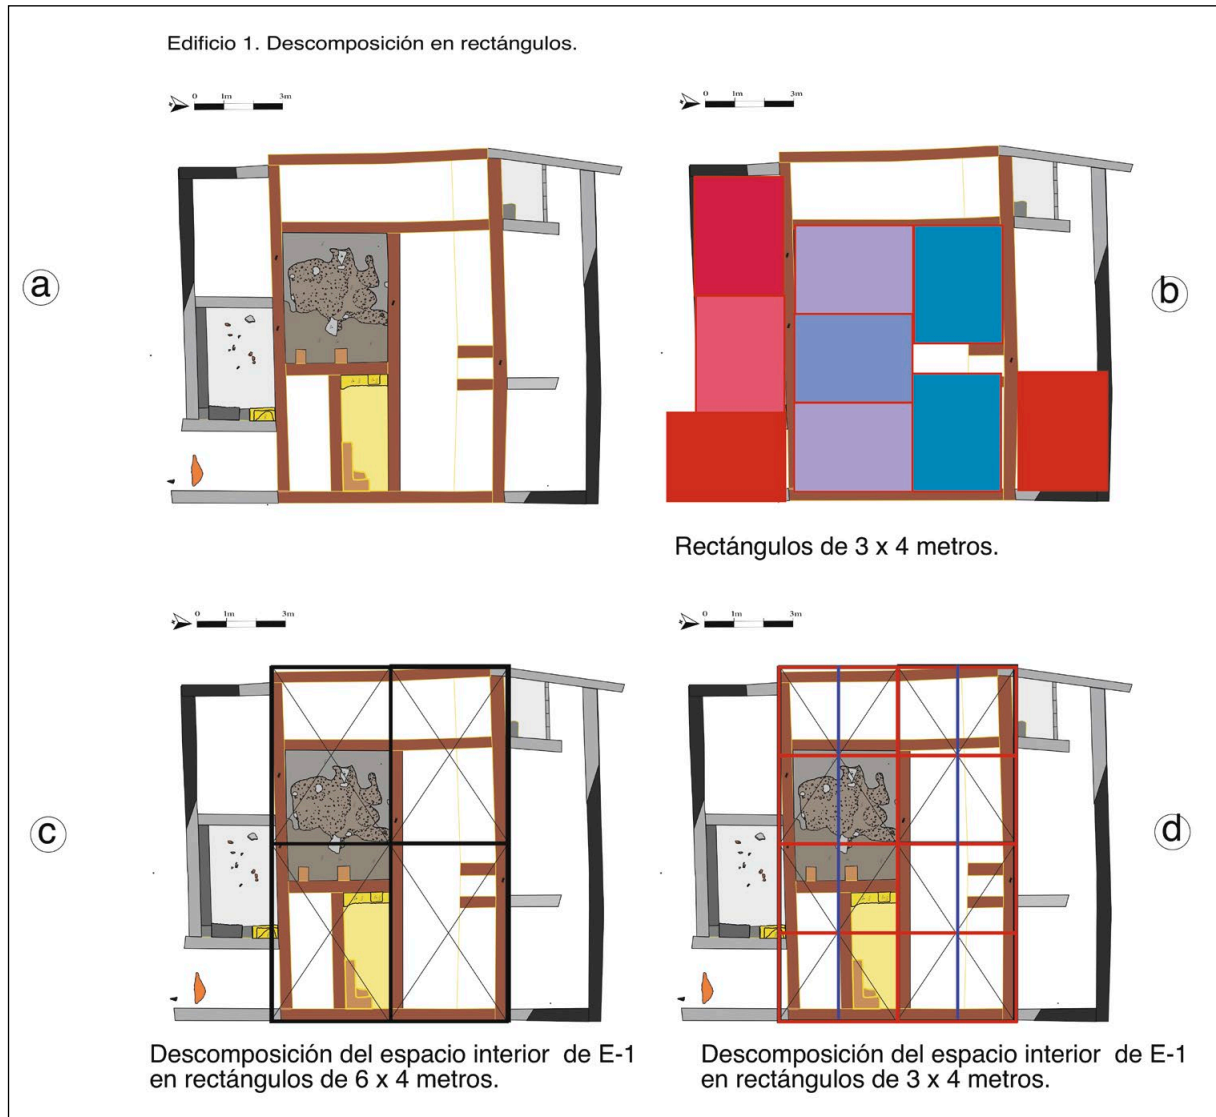 Edificio 1. Descomposición en rectángulos.
0 1m 3m
0 1m 3m
a
b
Rectángulos de 3 x 4 metros.
0 1m 3m
0 1m 3m
c
d
Descomposición del espacio interior de E-1
en rectángulos de 6 x 4 metros.
Descomposición del espacio interior de E-1
en rectángulos de 3 x 4 metros.